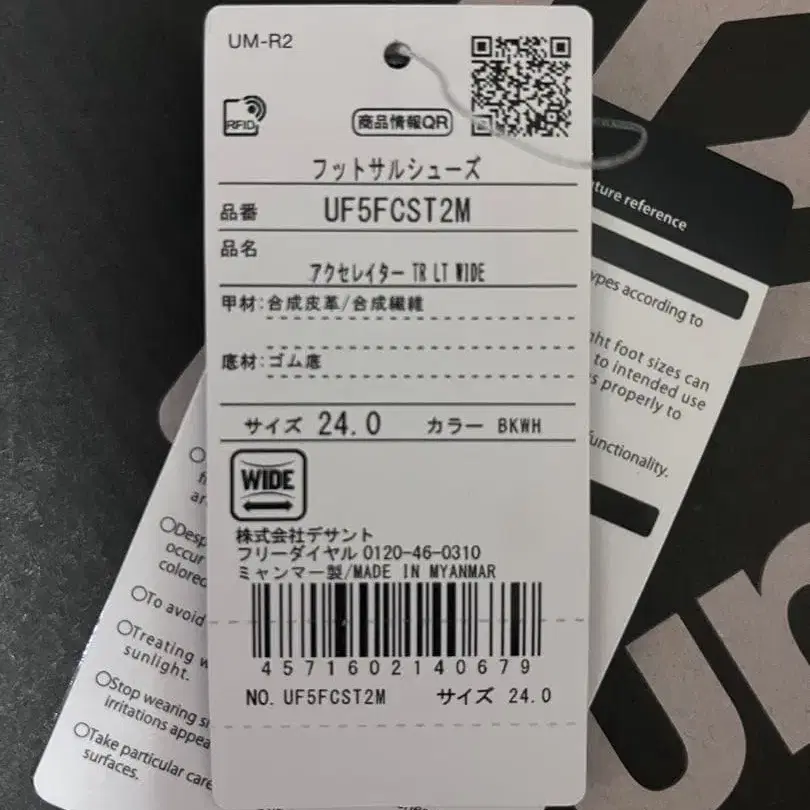 UM-R2
RFID
商品情報QR
フットサルシューズ
品番 UF5FCST2M
品名
アクセレイター TR LT WIDE
甲材:合成皮革/合成繊維
底材:ゴム底
サイズ 24.0 カラー BKWH
WIDE
株式会社デサント
フリーダイヤル 0120-46-0310
ミャンマー製/MADE IN MYANMAR
4571602140679
NO. UF5FCST2M サイズ 24.0
future reference
types according to
foot sizes can
to intended use
properly to
functionality.
occur
colored
○To avoid
○Treating
sunlight.
○Stop wearing
irritations
○Take particular care
surfaces.
um